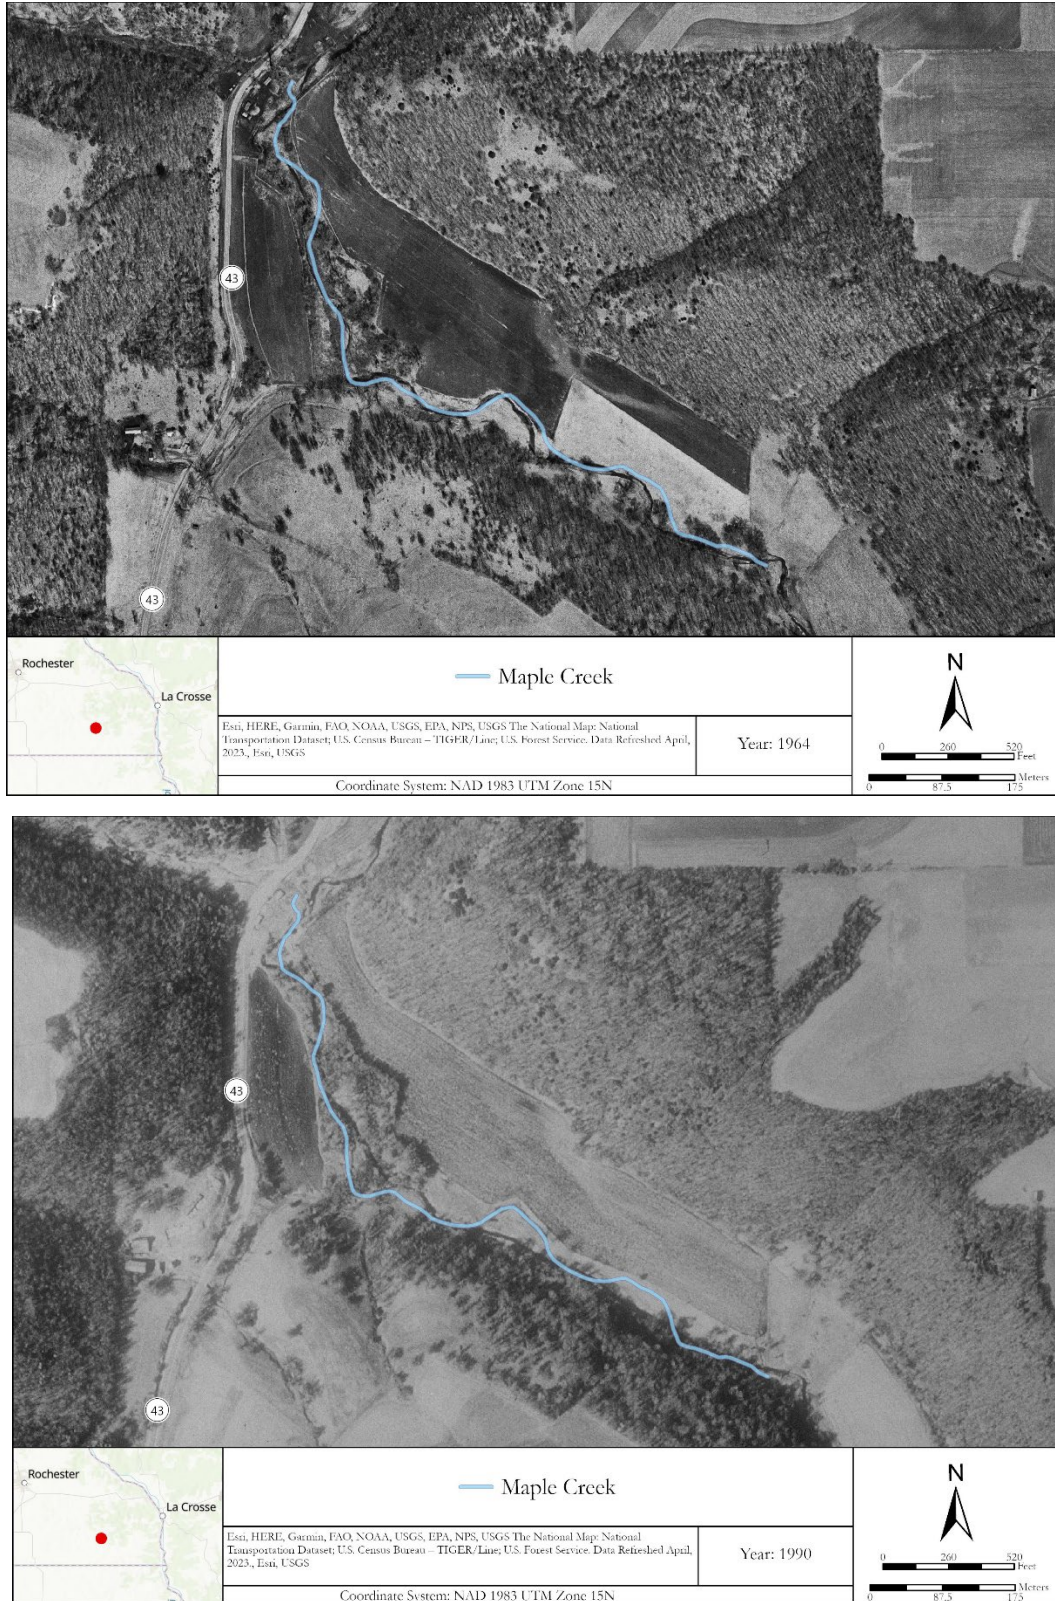 43
43
Rochester
La Crosse
Maple Creek
Esri, HERE, Garmin, FAO, NOAA, USGS, EPA, NPS, USGS The National Map: National
Transportation Dataset; U.S. Census Bureau – TIGER/Line; U.S. Forest Service. Data Refreshed April,
2023., Esri, USGS
Year: 1964
Coordinate System: NAD 1983 UTM Zone 15N
N
0 260 520
Feet
Meters
0 87.5 175
43
43
Rochester
La Crosse
Maple Creek
Esri, HERE, Garmin, FAO, NOAA, USGS, EPA, NPS, USGS The National Map: National
Transportation Dataset; U.S. Census Bureau – TIGER/Line; U.S. Forest Service. Data Refreshed April,
2023., Esri, USGS
Year: 1990
Coordinate System: NAD 1983 UTM Zone 15N
N
0 260 520
Feet
Meters
0 87.5 175